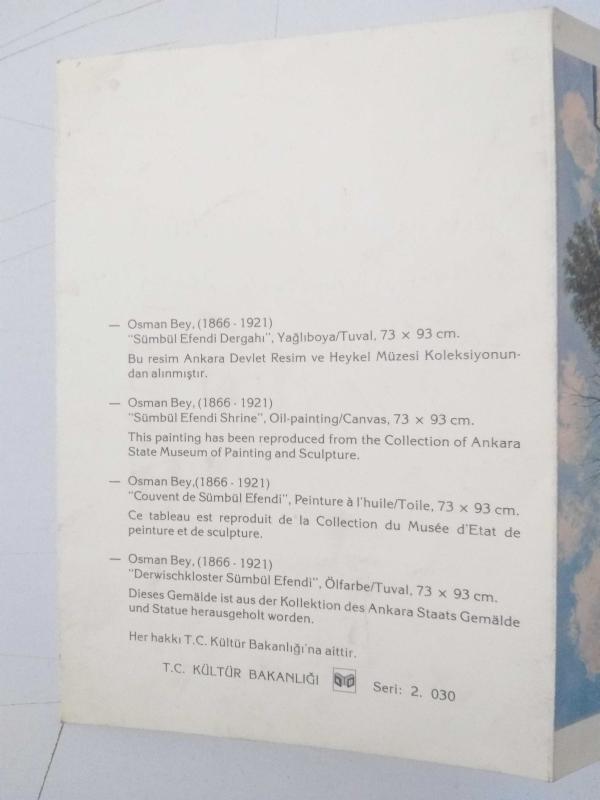 — Osman Bey, (1866 - 1921)
"Sümbül Efendi Dergahı", Yağlıboya/Tuval, 73 × 93 cm.
Bu resim Ankara Devlet Resim ve Heykel Müzesi Koleksiyonun-
dan alınmıştır.
— Osman Bey, (1866 - 1921)
"Sümbül Efendi Shrine", Oil-painting/Canvas, 73 × 93 cm.
This painting has been reproduced from the Collection of Ankara
State Museum of Painting and Sculpture.
— Osman Bey,(1866 - 1921)
"Couvent de Sümbül Efendi", Peinture à l'huile/Toile, 73 × 93 cm.
Ce tableau est reproduit de la Collection du Musée d'Etat de
peinture et de sculpture.
— Osman Bey, (1866 - 1921)
"Derwischkloster Sümbül Efendi", Ölfarbe/Tuval, 73 × 93 cm.
Dieses Gemälde ist aus der Kollektion des Ankara Staats Gemälde
und Statue herausgeholt worden.
Her hakkı T.C. Kültür Bakanlığı'na aittir.
T.C. KÜLTÜR BAKANLIĞI Seri: 2. 030